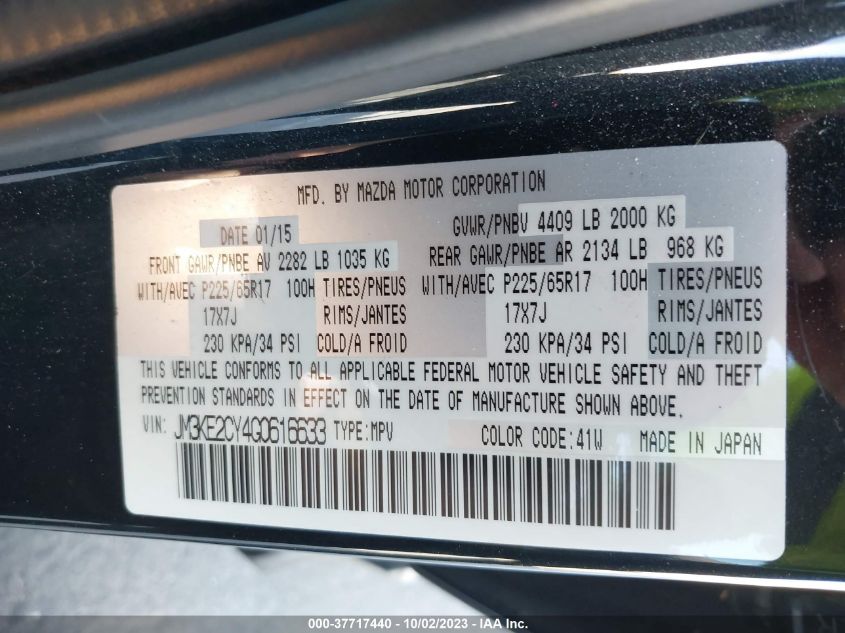 MFD. BY MAZDA MOTOR CORPORATION
DATE 01/15 GVWR/PNBV 4409 LB 2000 KG
FRONT GAWR/PNBE AV 2282 LB 1035 KG REAR GAWR/PNBE AR 2134 LB 968 KG
WITH/AVEC P225/65R17 100H TIRES/PNEUS WITH/AVEC P225/65R17 100H TIRES/PNEUS
17X7J RIMS/JANTES 17X7J RIMS/JANTES
230 KPA/34 PSI COLD/A FROID 230 KPA/34 PSI COLD/A FROID
THIS VEHICLE CONFORMS TO ALL APPLICABLE FEDERAL MOTOR VEHICLE SAFETY AND THEFT
PREVENTION STANDARDS IN EFFECT ON THE DATE OF MANUFACTURE SHOWN ABOVE.
VIN: JM3KE2CY4G0616633 TYPE:MPV COLOR CODE:41W MADE IN JAPAN
000-37717440 - 10/02/2023 - IAA Inc.